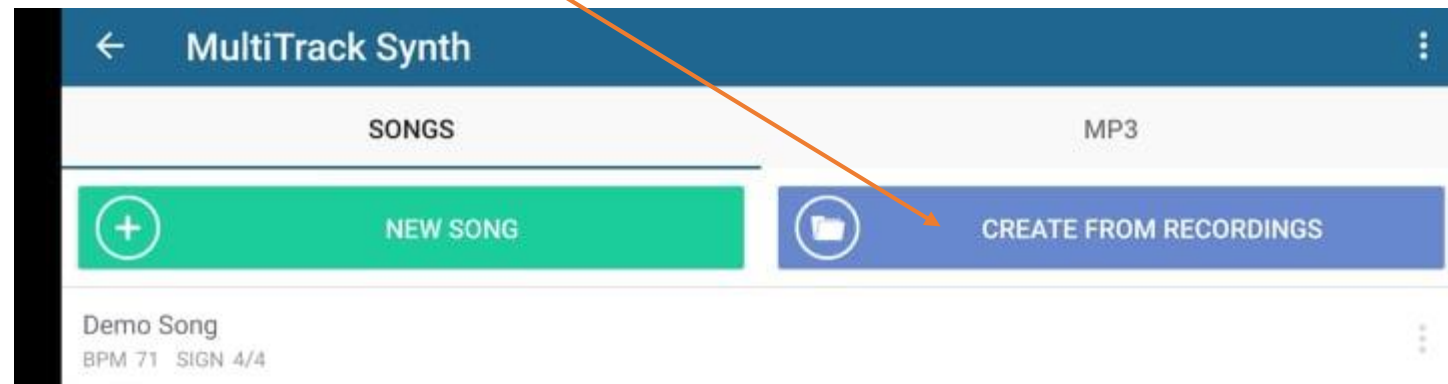 MultiTrack Synth
SONGS
MP3
NEW SONG
CREATE FROM RECORDINGS
Demo Song
BPM 71 SIGN 4/4